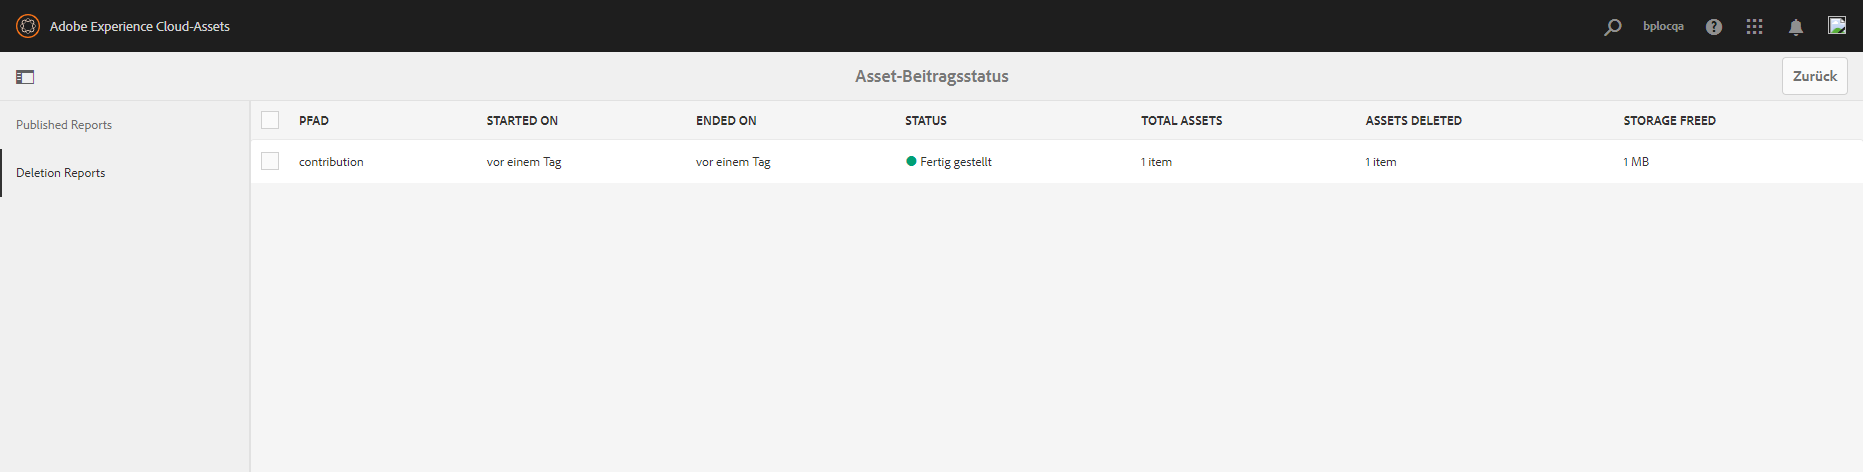 Adobe Experience Cloud-Assets
bplocqa
Asset-Beitragsstatus
Zurück
Published Reports
Deletion Reports
PFAD STARTED ON ENDED ON STATUS TOTAL ASSETS ASSETS DELETED STORAGE FREED
contribution vor einem Tag vor einem Tag Fertig gestellt 1 item 1 item 1 MB